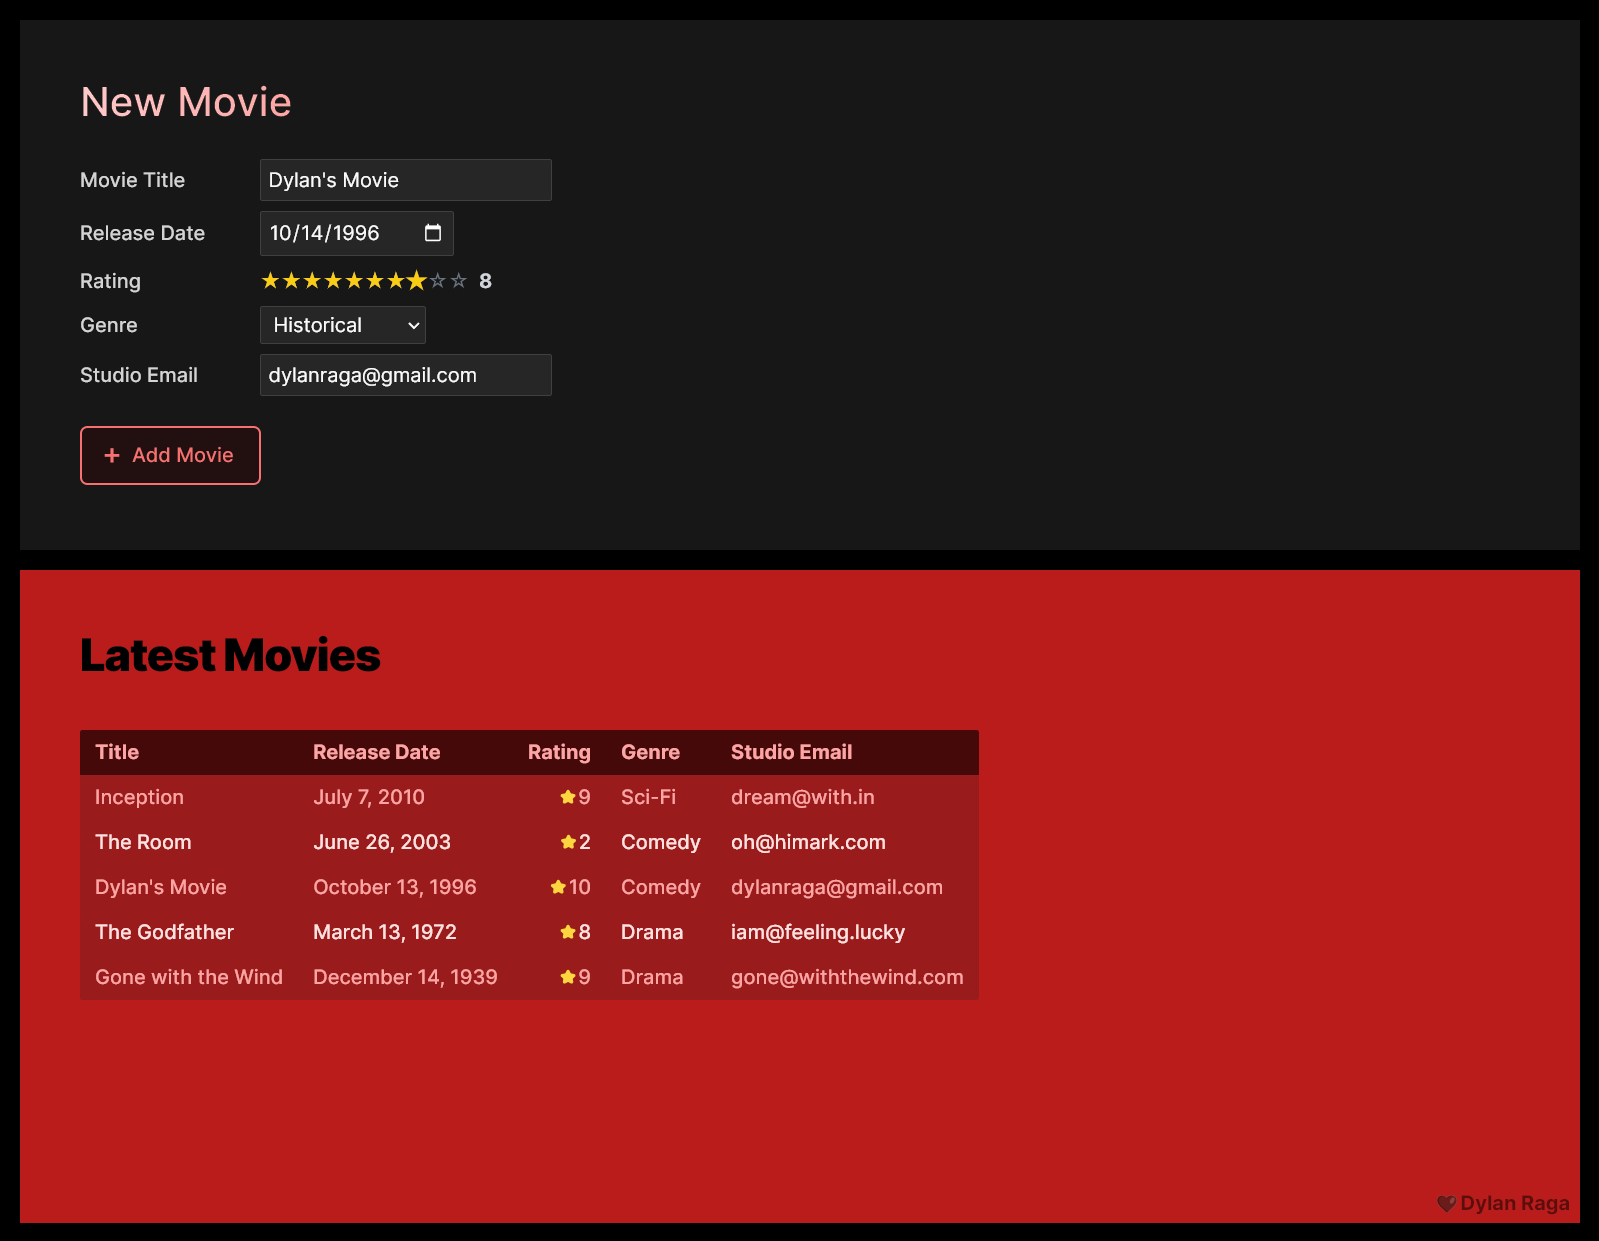 New Movie
Movie Title Dylan's Movie
Release Date 10/14/1996
Rating ★★★★★★★★☆☆ 8
Genre Historical
Studio Email dylanraga@gmail.com
+ Add Movie
Latest Movies
Title Release Date Rating Genre Studio Email
Inception July 7, 2010 ★9 Sci-Fi dream@with.in
The Room June 26, 2003 ★2 Comedy oh@himark.com
Dylan's Movie October 13, 1996 ★10 Comedy dylanraga@gmail.com
The Godfather March 13, 1972 ★8 Drama iam@feeling.lucky
Gone with the Wind December 14, 1939 ★9 Drama gone@withthewind.com
Dylan Raga